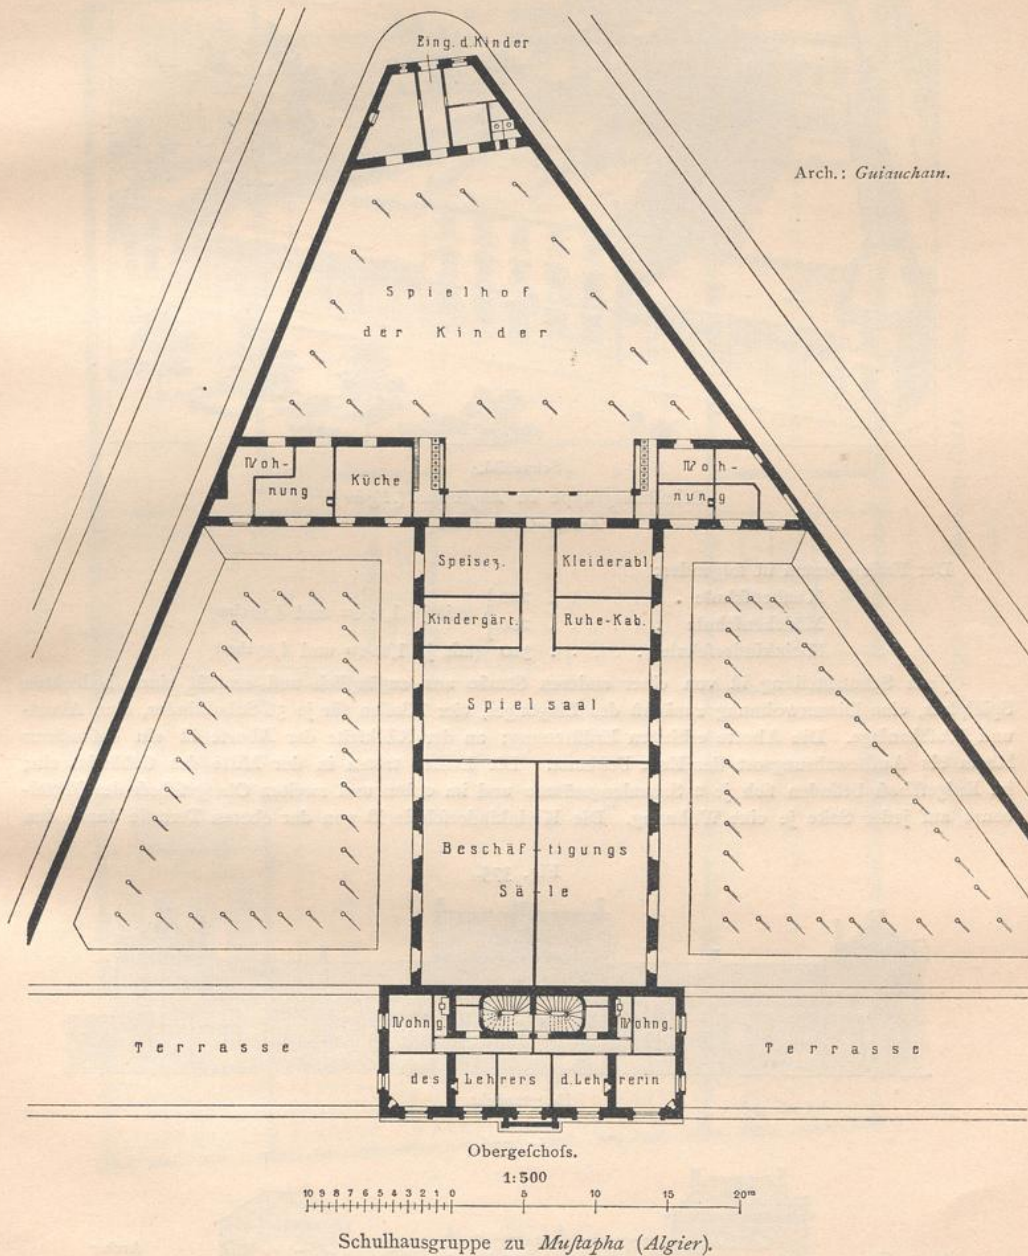 Eing. d. Kinder
Arch.: Guiauchain.
Spielhof
der Kinder
Woh-
nung
Küche
Woh-
nung
Speisez.
Kleiderabl
Kindergärt.
Ruhe-Kab.
Spielsaal
Beschäf-tigungs
Sä-le
Wohng.
Wohng.
Terrasse
Terrasse
des Lehrers
d. Lehrerin
Obergeſchoſs.
1:500
10 9 8 7 6 5 4 3 2 1 0 5 10 15 20m
Schulhausgruppe zu Muſtapha (Algier).